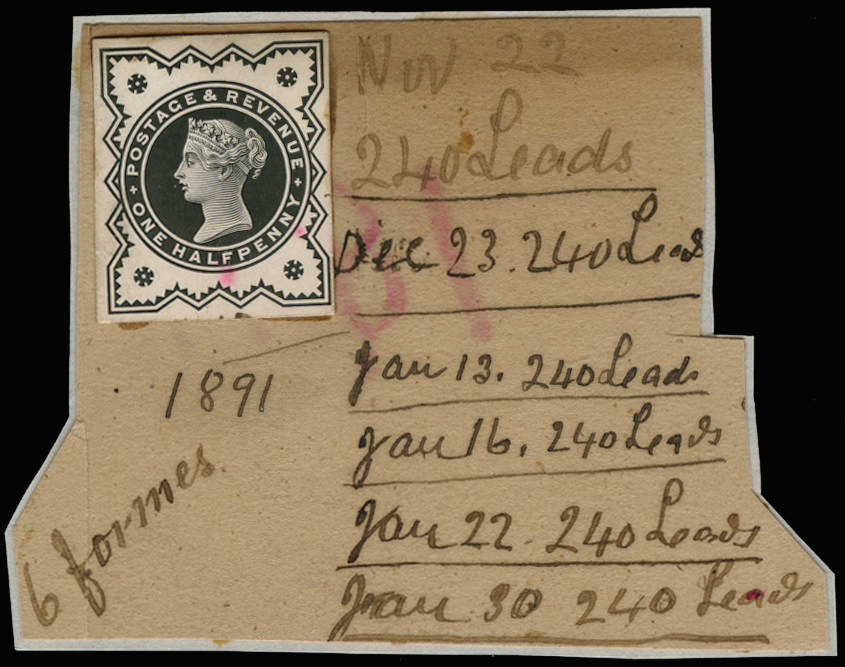 POSTAGE & REVENUE
ONE HALFPENNY
Nov 22
240 Leads
Dec 23. 240 Leads
1891
Jan 13. 240 Leads
Jan 16. 240 Leads
Jan 22 240 Leads
Jan 30 240 Leads
6 formes